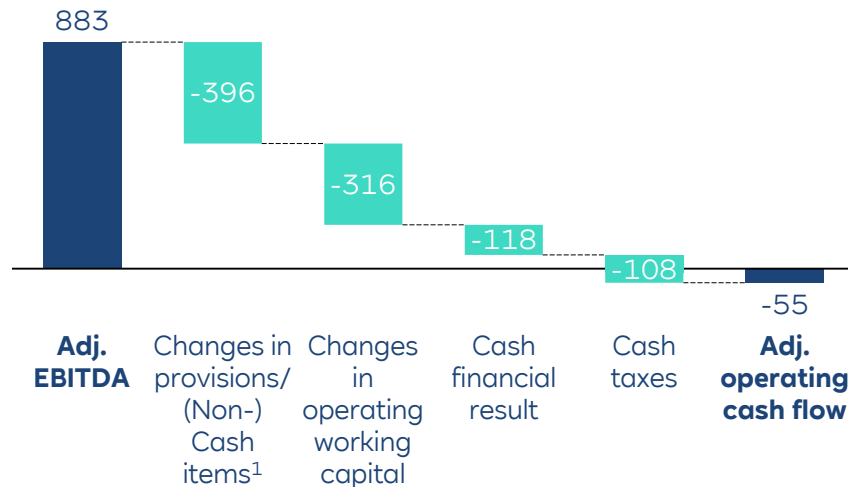 883
-396
-316
-118
-108
-55
Adj.
EBITDA
Changes in
provisions/
(Non-)
Cash
items¹
Changes
in
operating
working
capital
Cash
financial
result
Cash
taxes
Adj.
operating
cash flow